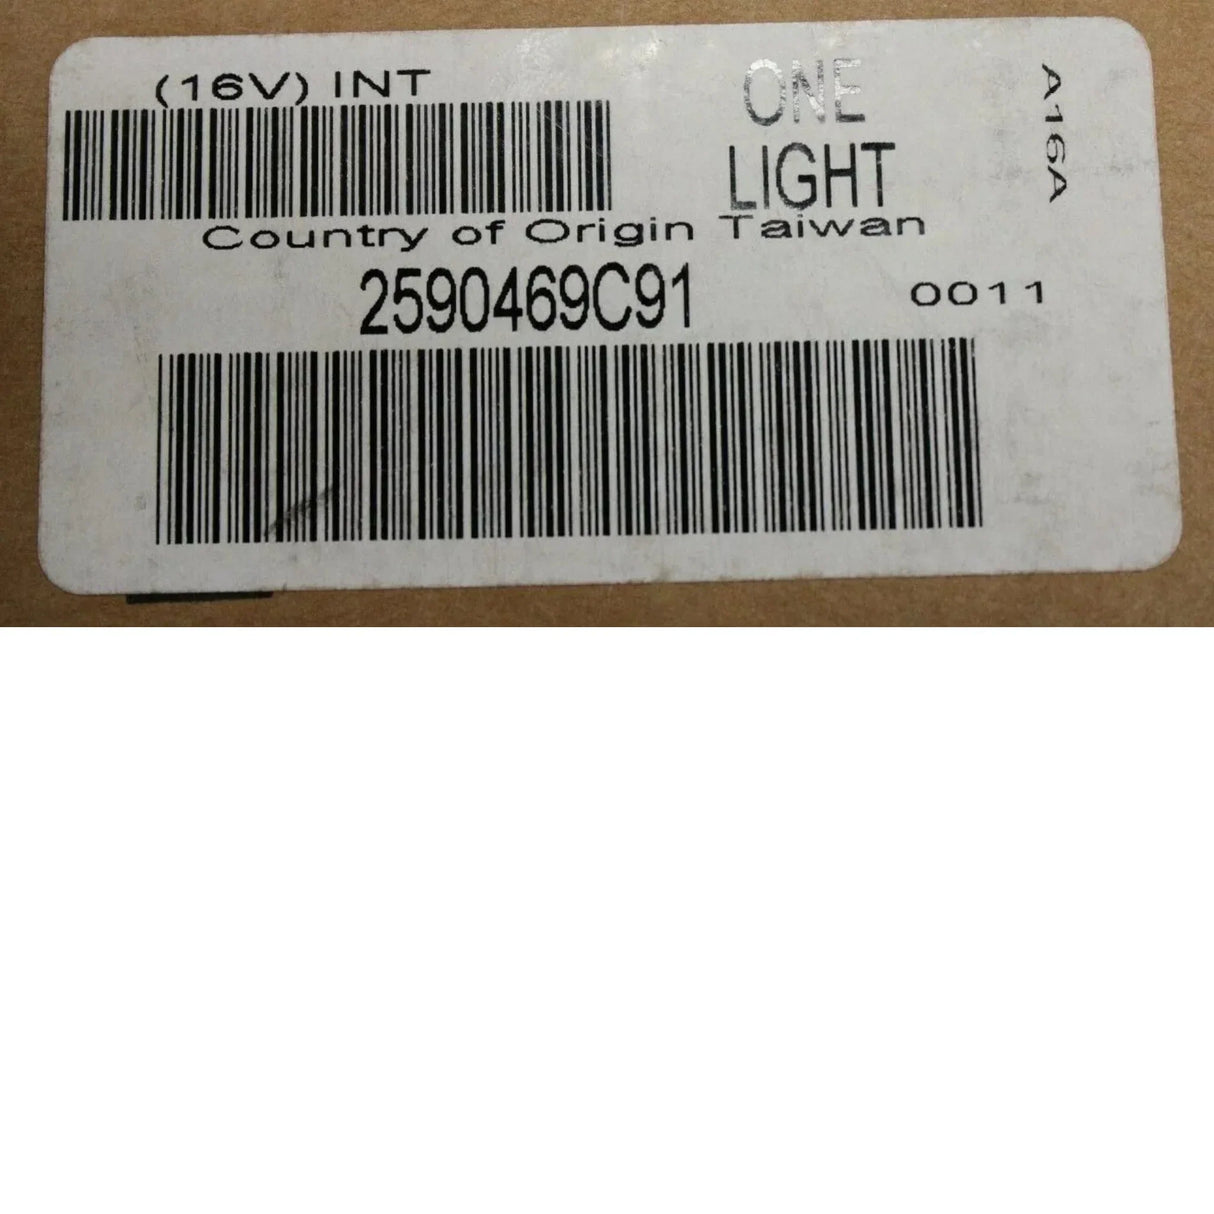 (16V) INT
ONE
LIGHT
A16A
Country of Origin Taiwan
2590469C91
0011